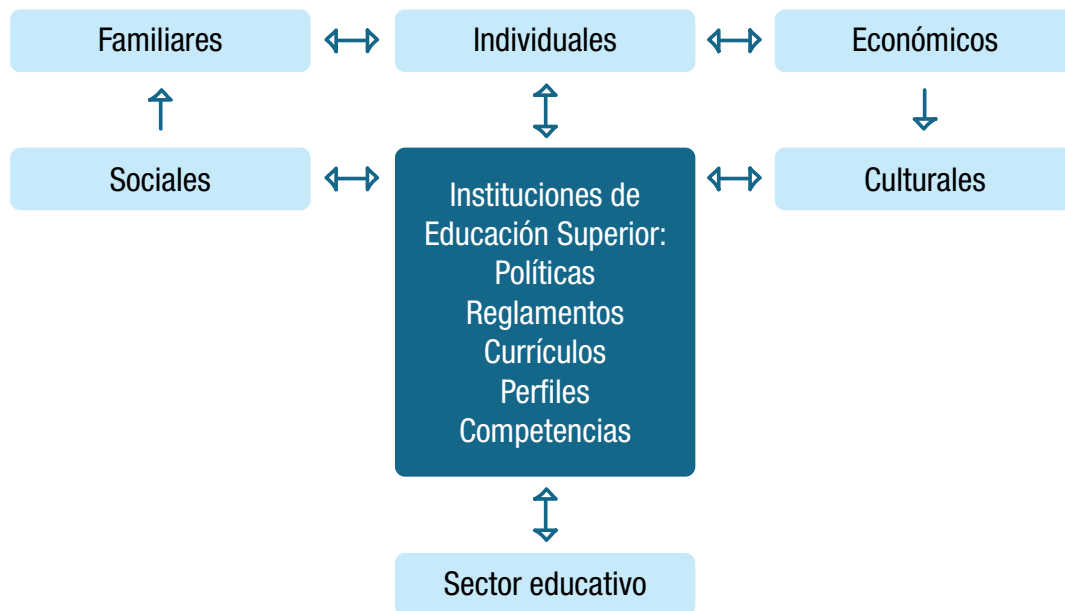 Familiares
Individuales
Económicos
Sociales
Instituciones de
Educación Superior:
Políticas
Reglamentos
Currículos
Perfiles
Competencias
Culturales
Sector educativo